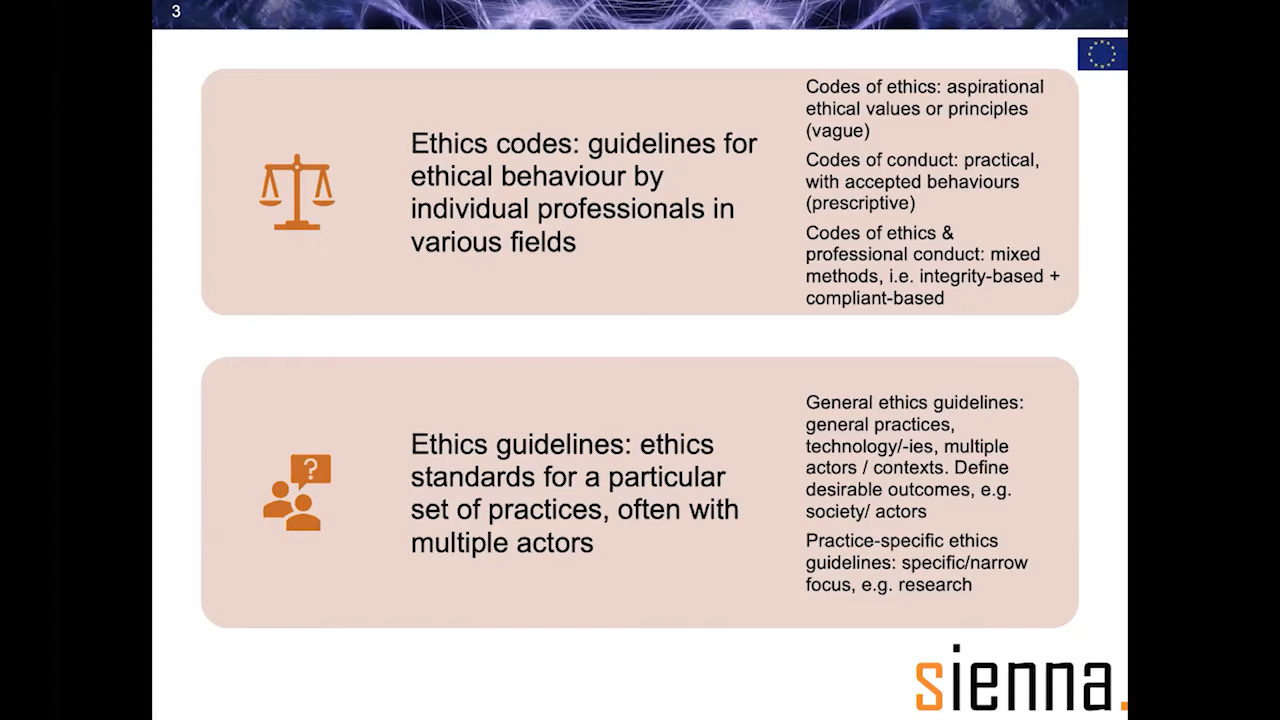 3
Ethics codes: guidelines for
ethical behaviour by
individual professionals in
various fields
Codes of ethics: aspirational
ethical values or principles
(vague)
Codes of conduct: practical,
with accepted behaviours
(prescriptive)
Codes of ethics &
professional conduct: mixed
methods, i.e. integrity-based +
compliant-based
?
Ethics guidelines: ethics
standards for a particular
set of practices, often with
multiple actors
General ethics guidelines:
general practices,
technology/-ies, multiple
actors / contexts. Define
desirable outcomes, e.g.
society/ actors
Practice-specific ethics
guidelines: specific/narrow
focus, e.g. research
sienna.